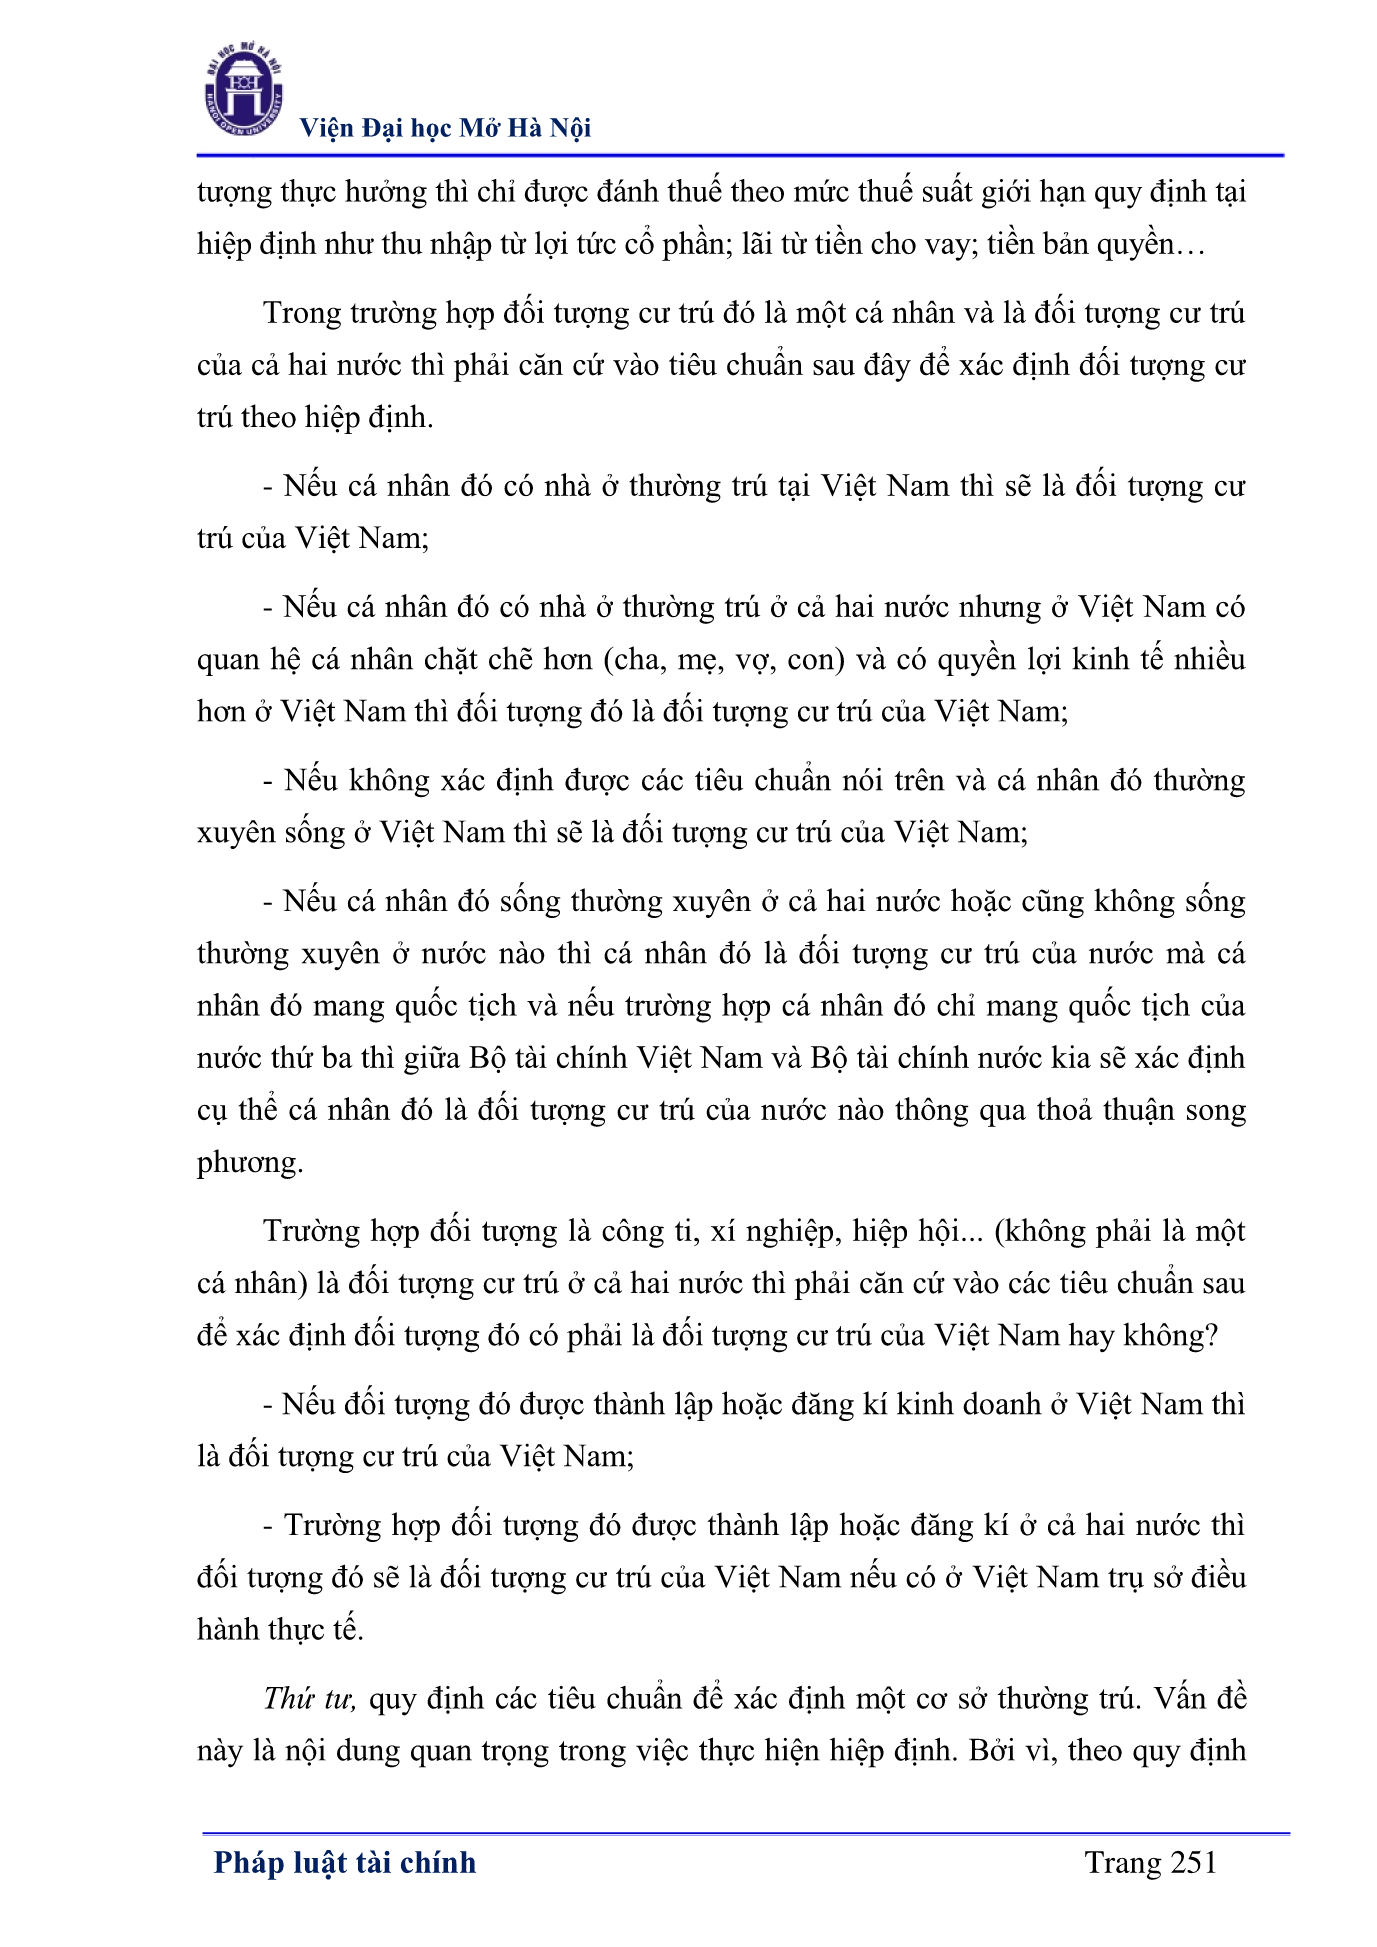 ĐẠI HỌC MỞ HÀ NỘI
HANOI OPEN UNIVERSITY
Viện Đại học Mở Hà Nội
tượng thực hưởng thì chỉ được đánh thuế theo mức thuế suất giới hạn quy định tại
hiệp định như thu nhập từ lợi tức cổ phần; lãi từ tiền cho vay; tiền bản quyền…
Trong trường hợp đối tượng cư trú đó là một cá nhân và là đối tượng cư trú
của cả hai nước thì phải căn cứ vào tiêu chuẩn sau đây để xác định đối tượng cư
trú theo hiệp định.
- Nếu cá nhân đó có nhà ở thường trú tại Việt Nam thì sẽ là đối tượng cư
trú của Việt Nam;
- Nếu cá nhân đó có nhà ở thường trú ở cả hai nước nhưng ở Việt Nam có
quan hệ cá nhân chặt chẽ hơn (cha, mẹ, vợ, con) và có quyền lợi kinh tế nhiều
hơn ở Việt Nam thì đối tượng đó là đối tượng cư trú của Việt Nam;
- Nếu không xác định được các tiêu chuẩn nói trên và cá nhân đó thường
xuyên sống ở Việt Nam thì sẽ là đối tượng cư trú của Việt Nam;
- Nếu cá nhân đó sống thường xuyên ở cả hai nước hoặc cũng không sống
thường xuyên ở nước nào thì cá nhân đó là đối tượng cư trú của nước mà cá
nhân đó mang quốc tịch và nếu trường hợp cá nhân đó chỉ mang quốc tịch của
nước thứ ba thì giữa Bộ tài chính Việt Nam và Bộ tài chính nước kia sẽ xác định
cụ thể cá nhân đó là đối tượng cư trú của nước nào thông qua thoả thuận song
phương.
Trường hợp đối tượng là công ti, xí nghiệp, hiệp hội... (không phải là một
cá nhân) là đối tượng cư trú ở cả hai nước thì phải căn cứ vào các tiêu chuẩn sau
để xác định đối tượng đó có phải là đối tượng cư trú của Việt Nam hay không?
- Nếu đối tượng đó được thành lập hoặc đăng kí kinh doanh ở Việt Nam thì
là đối tượng cư trú của Việt Nam;
- Trường hợp đối tượng đó được thành lập hoặc đăng kí ở cả hai nước thì
đối tượng đó sẽ là đối tượng cư trú của Việt Nam nếu có ở Việt Nam trụ sở điều
hành thực tế.
Thứ tư, quy định các tiêu chuẩn để xác định một cơ sở thường trú. Vấn đề
này là nội dung quan trọng trong việc thực hiện hiệp định. Bởi vì, theo quy định
Pháp luật tài chính
Trang 251